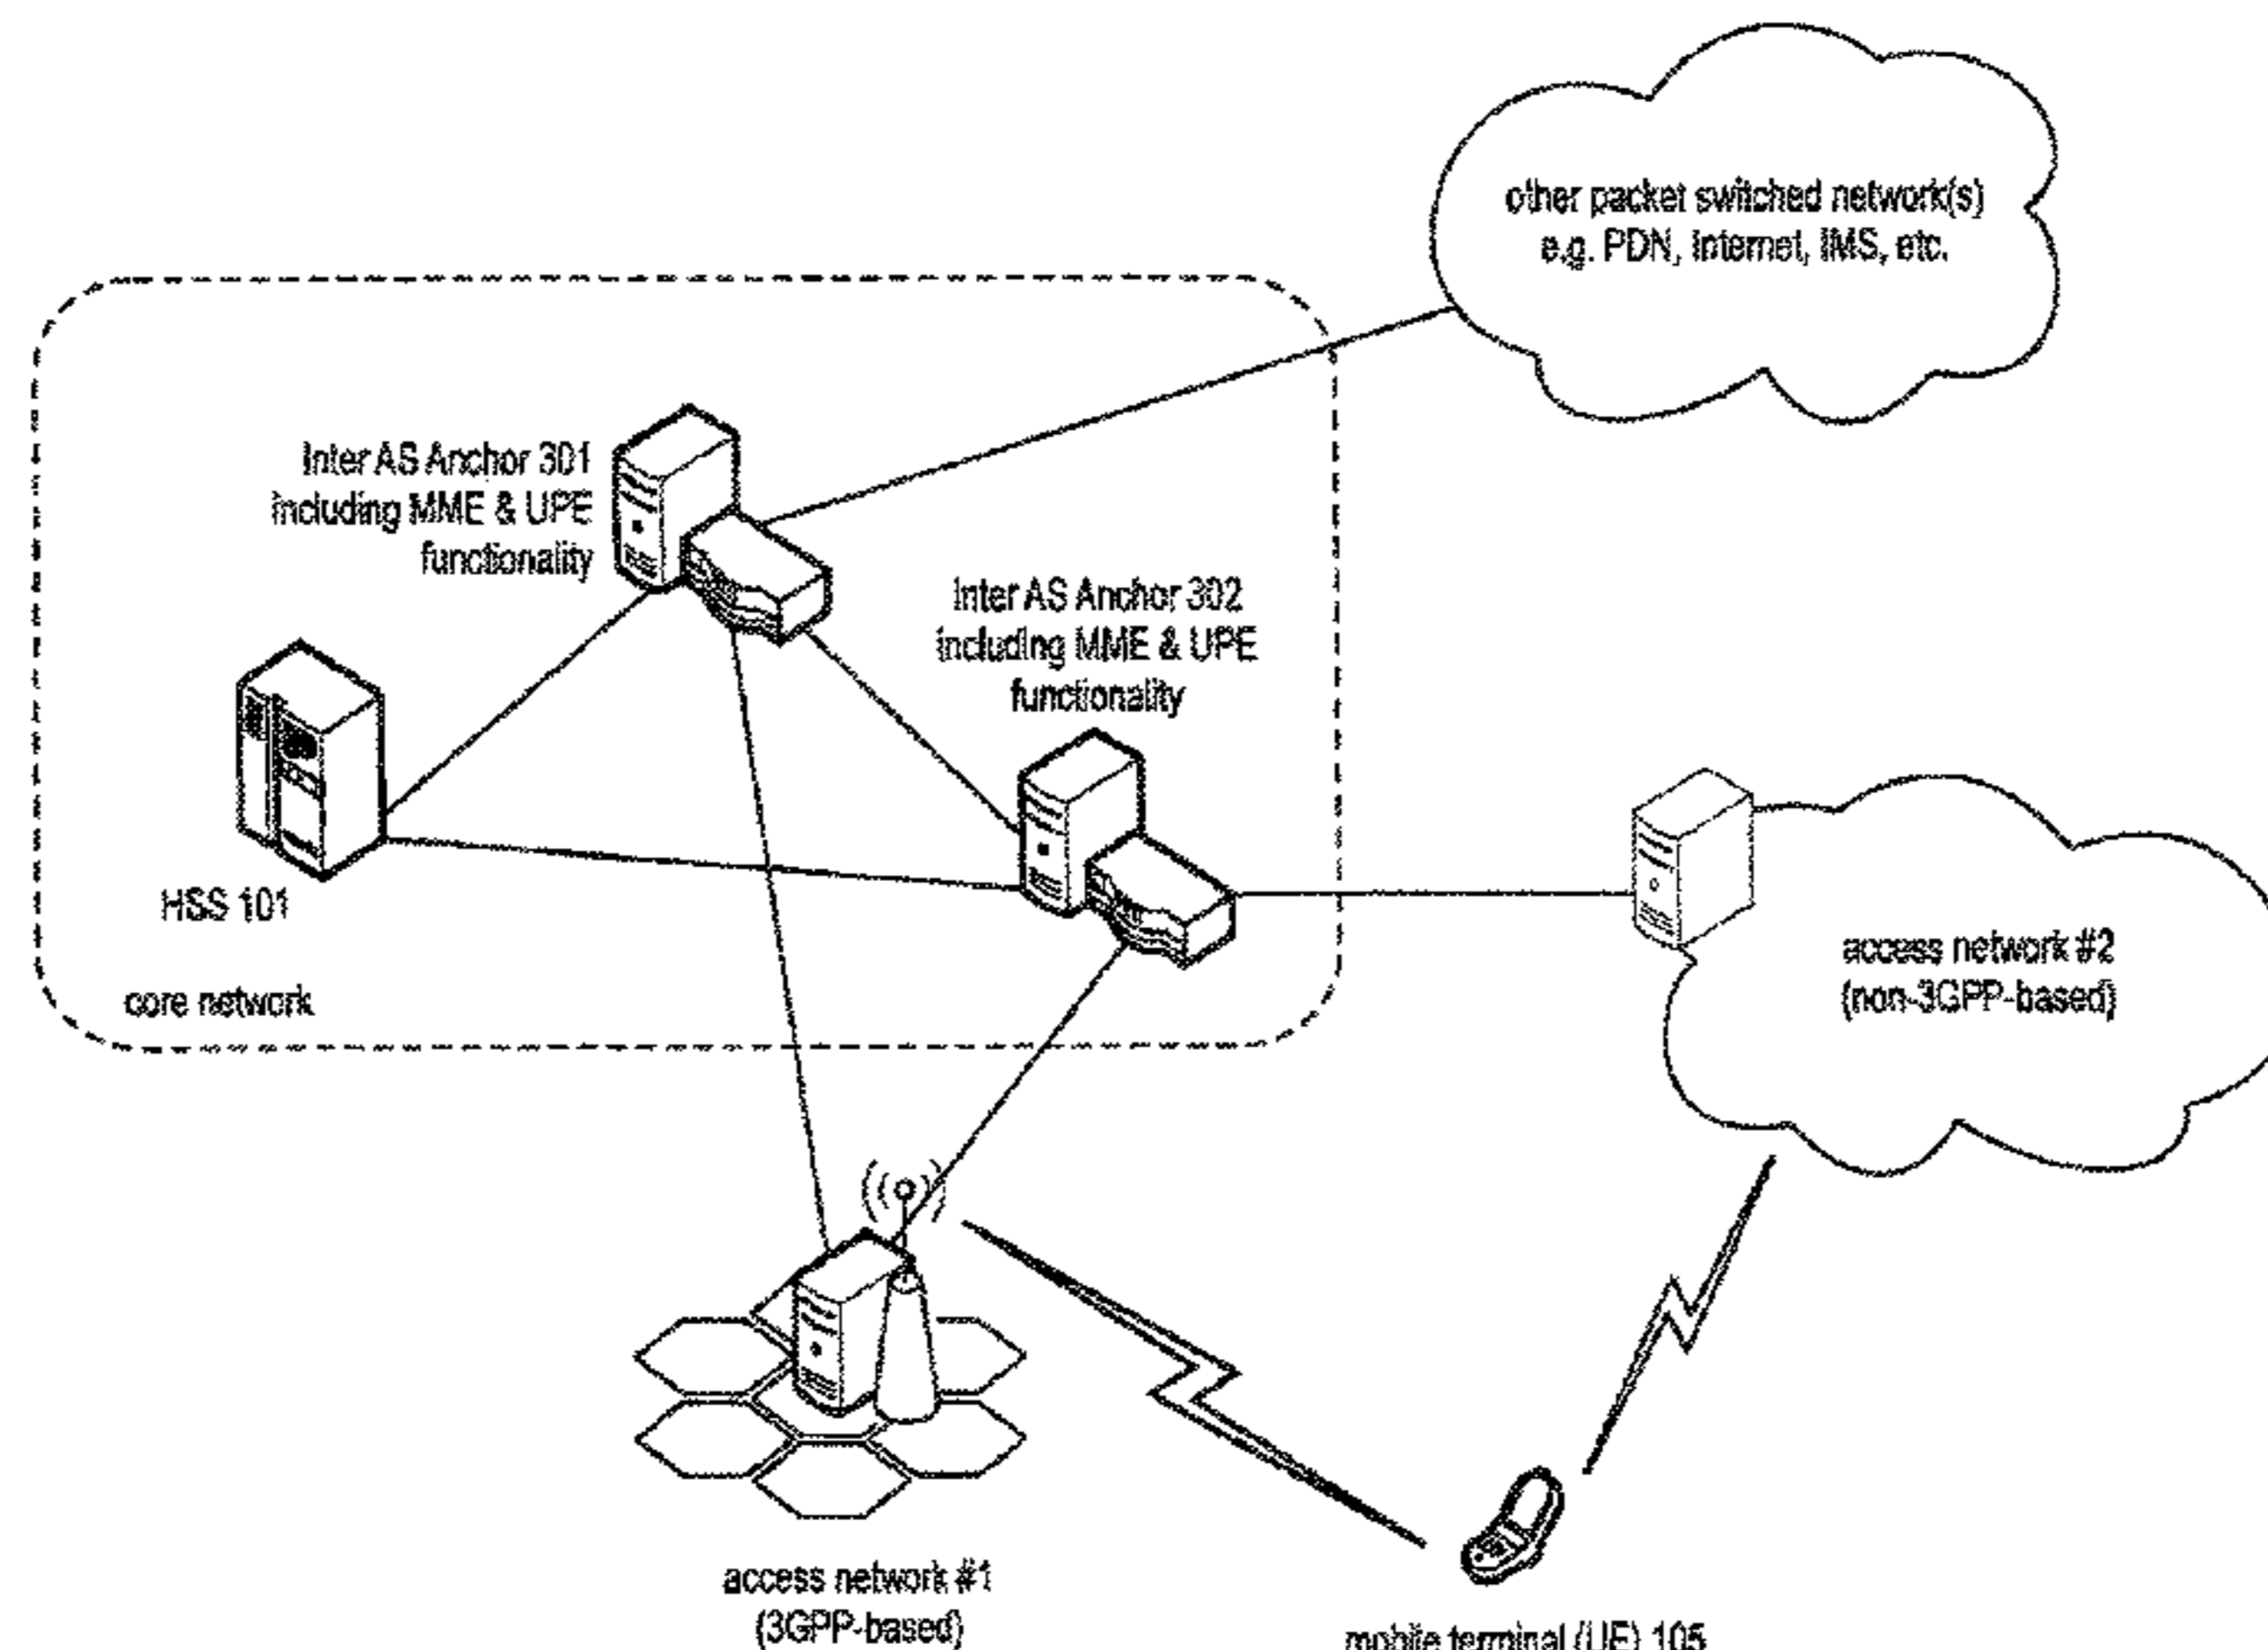 other packet switched network(s)
e.g. PDN, Internet, IMS, etc.
Inter AS Anchor 301
including MME & UPE
functionality
Inter AS Anchor 302
including MME & UPE
functionality
HSS 101
core network
access network #2
(non-3GPP-based)
access network #1
(3GPP-based)
mobile terminal (UE) 105